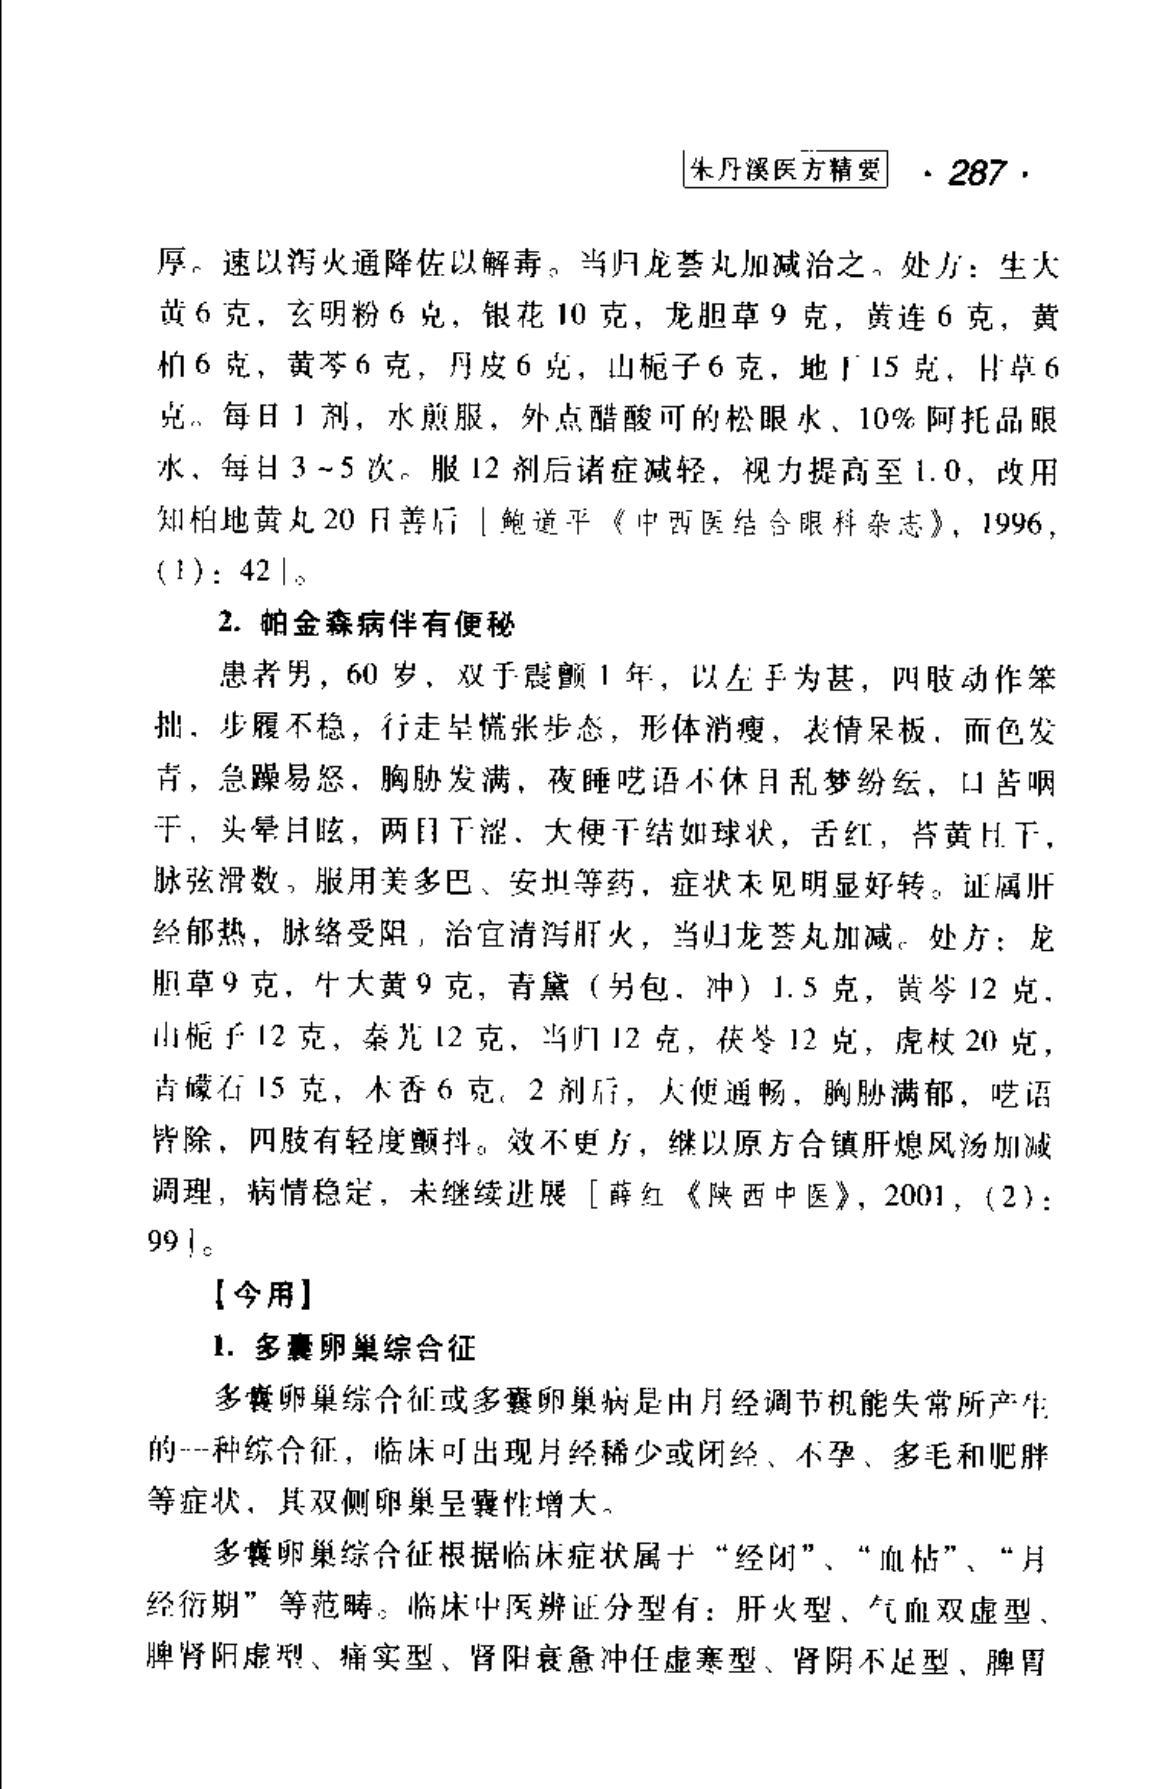 朱丹溪医方精要 · 287 ·
厚。速以泻火通降佐以解毒。当归龙荟丸加减治之。处方：生大
黄 6 克，玄明粉 6 克，银花 10 克，龙胆草 9 克，黄连 6 克，黄
柏 6 克，黄芩 6 克，丹皮 6 克，山栀子 6 克，地丁 15 克，甘草 6
克。每日 1 剂，水煎服，外点醋酸可的松眼水、10% 阿托品眼
水，每日 3 ~ 5 次。服 12 剂后诸症减轻，视力提高至 1.0，改用
知柏地黄丸 20 日善后 [鲍道平《中西医结合眼科杂志》，1996，
(1)：42]。
2. 帕金森病伴有便秘
患者男，60 岁，双手震颤 1 年，以左手为甚，四肢动作笨
拙，步履不稳，行走呈慌张步态，形体消瘦，表情呆板，面色发
青，急躁易怒，胸胁发满，夜睡呓语不休且乱梦纷纭，口苦咽
干，头晕目眩，两目干涩、大便干结如球状，舌红，苔黄且干，
脉弦滑数。服用美多巴、安坦等药，症状未见明显好转。证属肝
经郁热，脉络受阻，治宜清泻肝火，当归龙荟丸加减。处方：龙
胆草 9 克，生大黄 9 克，青黛（另包，冲）1.5 克，黄芩 12 克，
山栀子 12 克，秦艽 12 克，当归 12 克，茯苓 12 克，虎杖 20 克，
青礞石 15 克，木香 6 克。2 剂后，大便通畅，胸胁满郁，呓语
皆除，四肢有轻度颤抖。效不更方，继以原方合镇肝熄风汤加减
调理，病情稳定，未继续进展 [薛红《陕西中医》，2001，(2)：
99]。
【今用】
1. 多囊卵巢综合征
多囊卵巢综合征或多囊卵巢病是由月经调节机能失常所产生
的一种综合征，临床可出现月经稀少或闭经、不孕、多毛和肥胖
等症状，其双侧卵巢呈囊性增大。
多囊卵巢综合征根据临床症状属于“经闭”、“血枯”、“月
经衍期”等范畴。临床中医辨证分型有：肝火型、气血双虚型、
脾肾阳虚型、痛实型、肾阳衰惫冲任虚寒型、肾阴不足型、脾胃